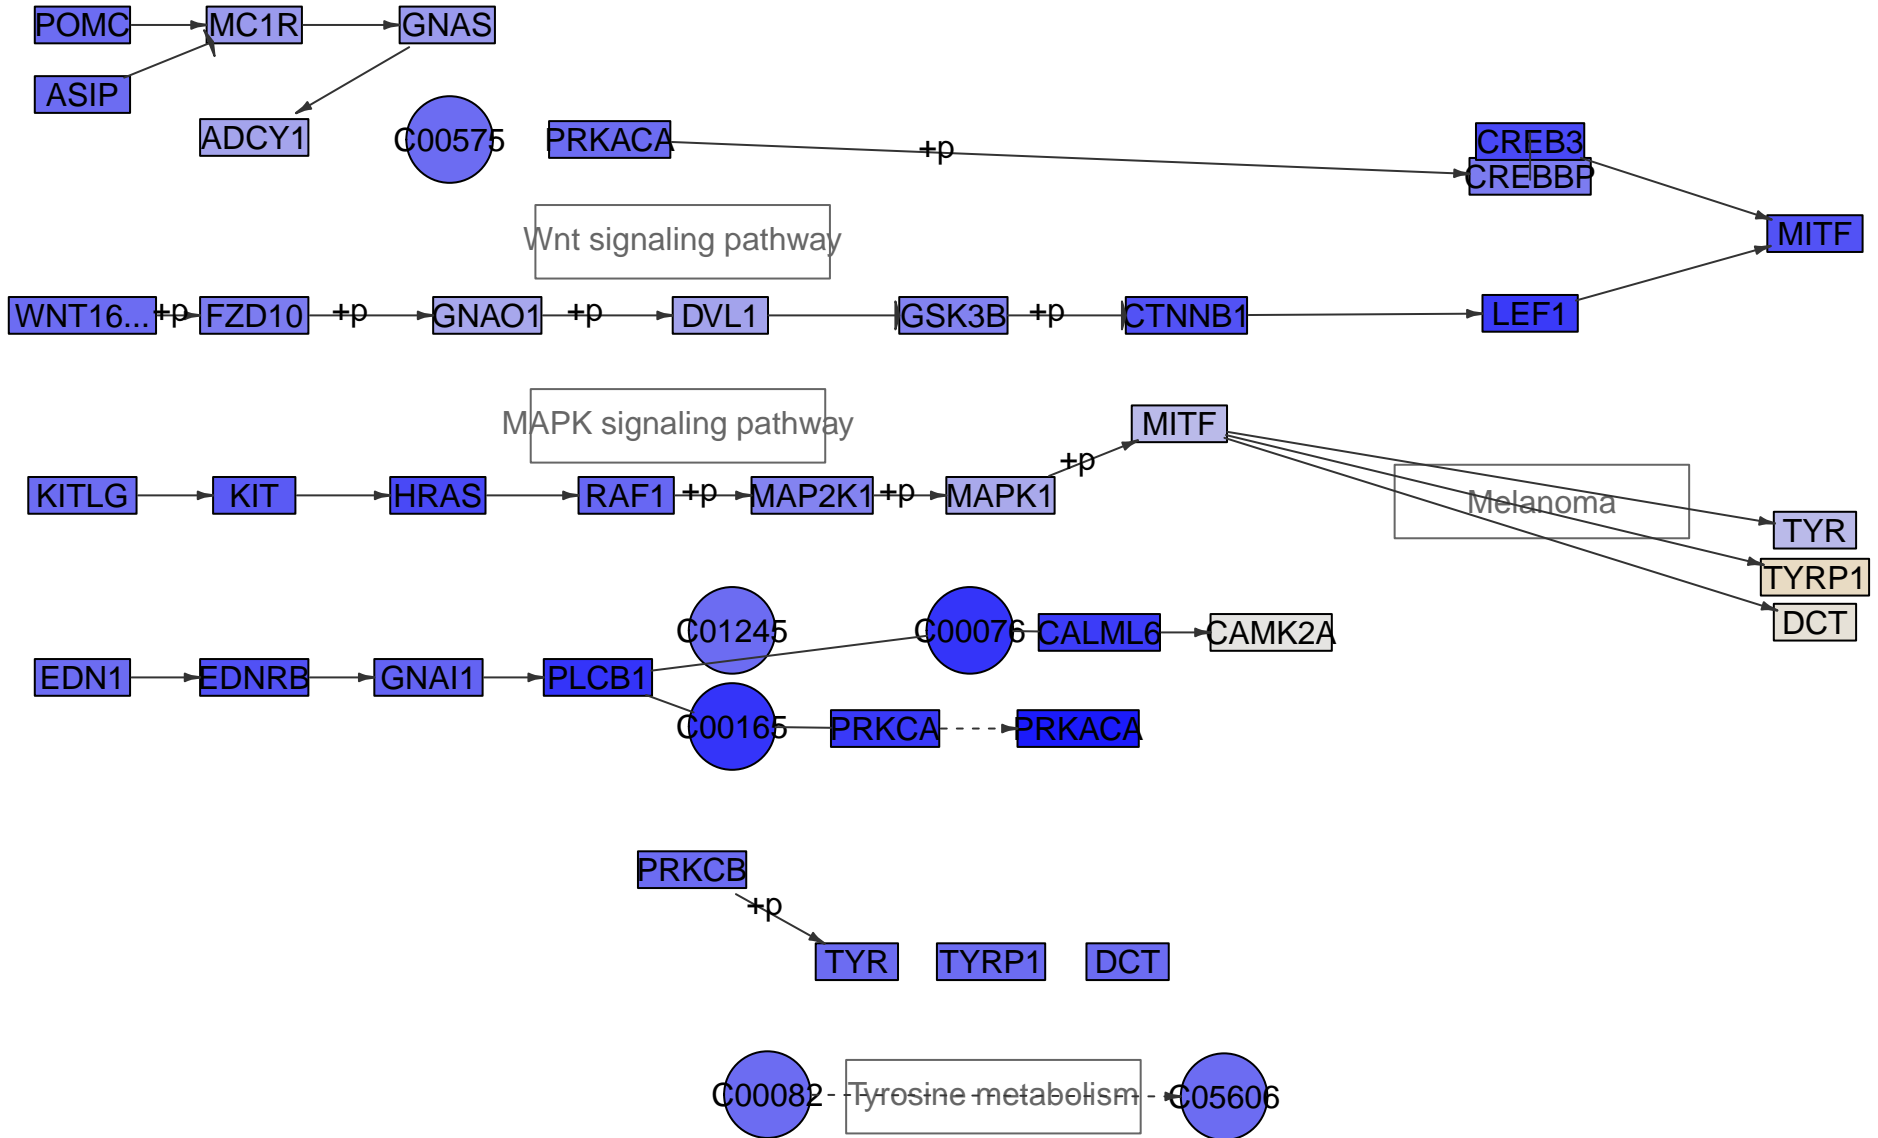 POMC
MC1R
GNAS
ASIP
ADCY1
C00575
PRKACA
+p
CREB3
CREBBP
MITF
Wnt signaling pathway
WNT16...
+p
FZD10
+p
GNAO1
+p
DVL1
GSK3B
+p
CTNNB1
LEF1
MAPK signaling pathway
MITF
+p
KITLG
KIT
HRAS
RAF1
+p
MAP2K1
+p
MAPK1
Melanoma
TYR
TYRP1
DCT
C01245
C00076
CALML6
CAMK2A
EDN1
EDNRB
GNAI1
PLCB1
C00165
PRKCA
PRKACA
PRKCB
+p
TYR
TYRP1
DCT
C00082
Tyrosine metabolism
C05606